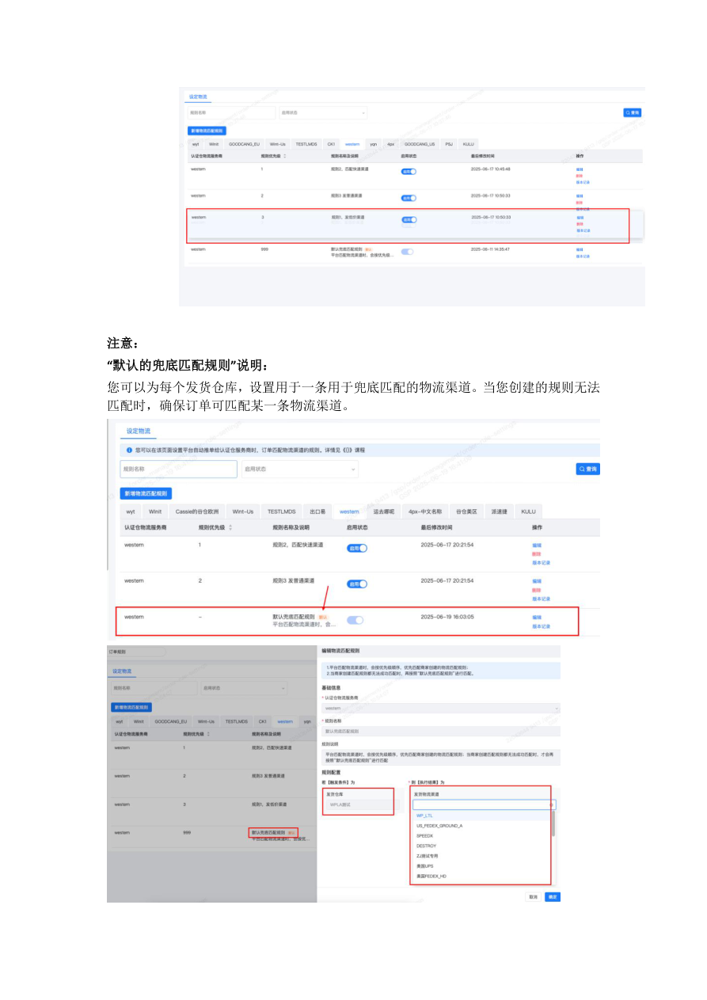 设定物流
规则名称 启用状态 查询
新增物流匹配规则
wyt Winit GOODCANG_EU Wint-Us TESTLMDS CK1 western yqn 4px GOODCANG_US PSJ KULU
认证仓物流服务商 规则优先级 规则名称及说明 启用状态 最后修改时间 操作
western 1 规则2，匹配快速渠道 启用 2025-06-17 10:45:48 编辑
删除
版本记录
western 2 规则3 发普通渠道 启用 2025-06-17 10:50:33 编辑
删除
版本记录
western 3 规则1，发低价渠道 启用 2025-06-17 10:50:33 编辑
删除
版本记录
western 999 默认兜底匹配规则 默认 2025-06-11 14:35:47 编辑
平台匹配物流渠道时，会按优先级... 版本记录
注意：
“默认的兜底匹配规则”说明：
您可以为每个发货仓库，设置用于一条用于兜底匹配的物流渠道。当您创建的规则无法
匹配时，确保订单可匹配某一条物流渠道。
设定物流
您可以在该页面设置平台自动推单给认证仓服务商时，订单匹配物流渠道的规则。详情见《》课程
规则名称 启用状态 查询
新增物流匹配规则
wyt Winit Cassie的谷仓欧洲 Wint-Us TESTLMDS 出口易 western 运去哪呢 4px-中文名称 谷仓美区 派速捷 KULU
认证仓物流服务商 规则优先级 规则名称及说明 启用状态 最后修改时间 操作
western 1 规则2，匹配快速渠道 启用 2025-06-17 20:21:54 编辑
删除
版本记录
western 2 规则3 发普通渠道 启用 2025-06-17 20:21:54 编辑
删除
版本记录
western - 默认兜底匹配规则 默认 2025-06-19 16:03:05 编辑
平台匹配物流渠道时，会... 版本记录
订单规则
设定物流
规则名称 启用状态
新增物流匹配规则
wyt Winit GOODCANG_EU Wint-Us TESTLMDS CK1 western yqn
认证仓物流服务商 规则优先级 规则名称及说明
western 1 规则2，匹配快速渠道
western 2 规则3 发普通渠道
western 3 规则1，发低价渠道
western 999 默认兜底匹配规则 默认
平台匹配物流渠道时，会按优...
编辑物流匹配规则
1.平台匹配物流渠道时，会按优先级顺序，优先匹配商家创建的物流匹配规则；
2.当商家创建匹配规则都无法成功匹配时，再按照“默认兜底匹配规则”进行匹配。
基础信息
* 认证仓物流服务商
western
* 规则名称
默认兜底匹配规则
规则说明
平台匹配物流渠道时，会按优先级顺序，优先匹配商家创建的物流匹配规则；当商家创建匹配规则都无法成功匹配时，才会再
按照“默认兜底匹配规则”进行匹配
规则配置
若【触发条件】为 * 则【执行结果】为
发货仓库 发货物流渠道
WPLA测试
WP_LTL
US_FEDEX_GROUND_A
SPEEDX
DESTROY
ZJ测试专用
美国UPS
美国FEDEX_HD
取消 确定